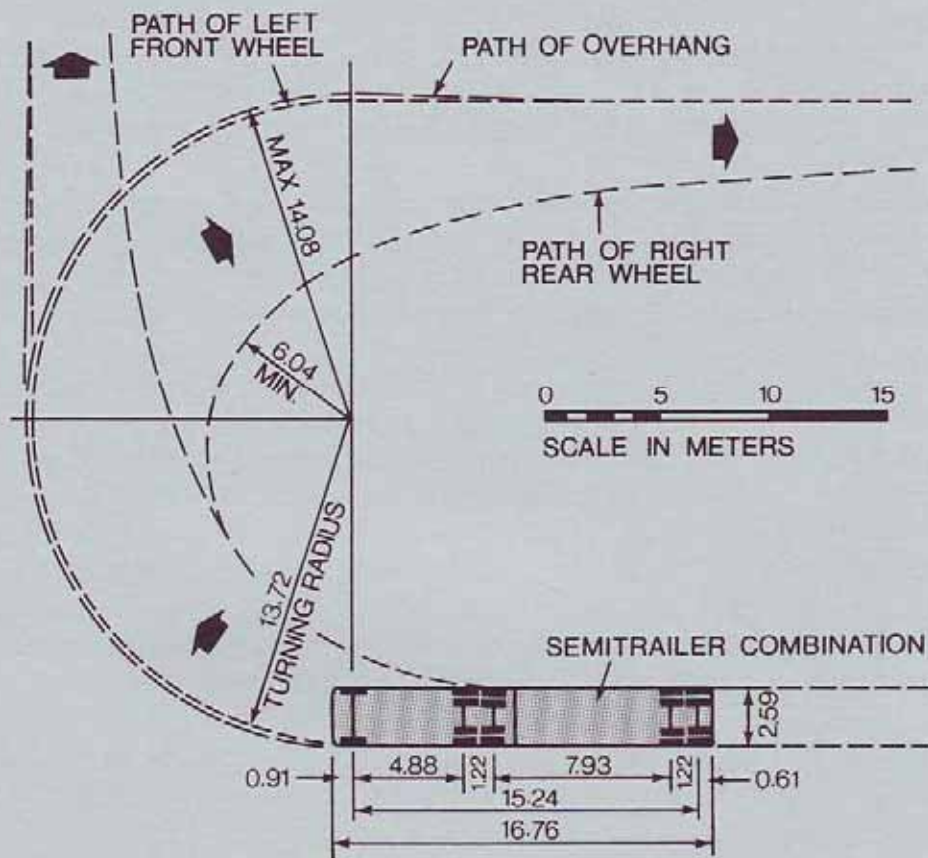 PATH OF LEFT
FRONT WHEEL
PATH OF OVERHANG
MAX 14.08
PATH OF RIGHT
REAR WHEEL
6.04
MIN.
0 5 10 15
SCALE IN METERS
13.72
TURNING RADIUS
SEMITRAILER COMBINATION
2.59
0.91 4.88 1.22 7.93 1.22 0.61
15.24
16.76